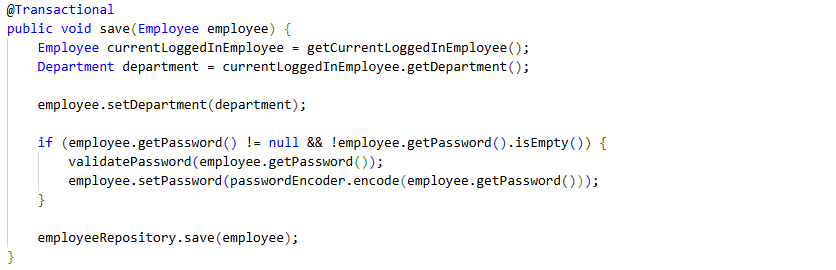 @Transactional
public void save(Employee employee) {
    Employee currentLoggedInEmployee = getCurrentLoggedInEmployee();
    Department department = currentLoggedInEmployee.getDepartment();

    employee.setDepartment(department);

    if (employee.getPassword() != null && !employee.getPassword().isEmpty()) {
        validatePassword(employee.getPassword());
        employee.setPassword(passwordEncoder.encode(employee.getPassword()));
    }

    employeeRepository.save(employee);
}